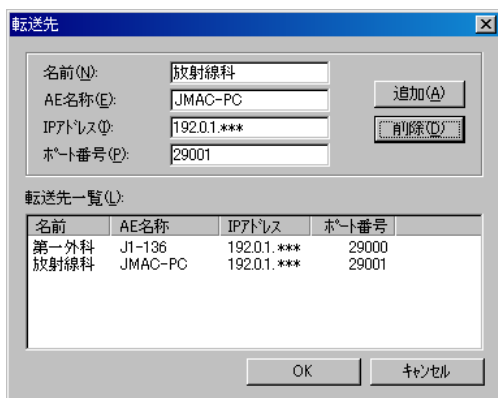 転送先
名前(N): 放射線科
AE名称(E): JMAC-PC
IPアドレス(I): 192.0.1.***
ポート番号(P): 29001
追加(A)
削除(D)
転送先一覧(L):
名前 AE名称 IPアドレス ポート番号
第一外科 J1-136 192.0.1.*** 29000
放射線科 JMAC-PC 192.0.1.*** 29001
OK キャンセル